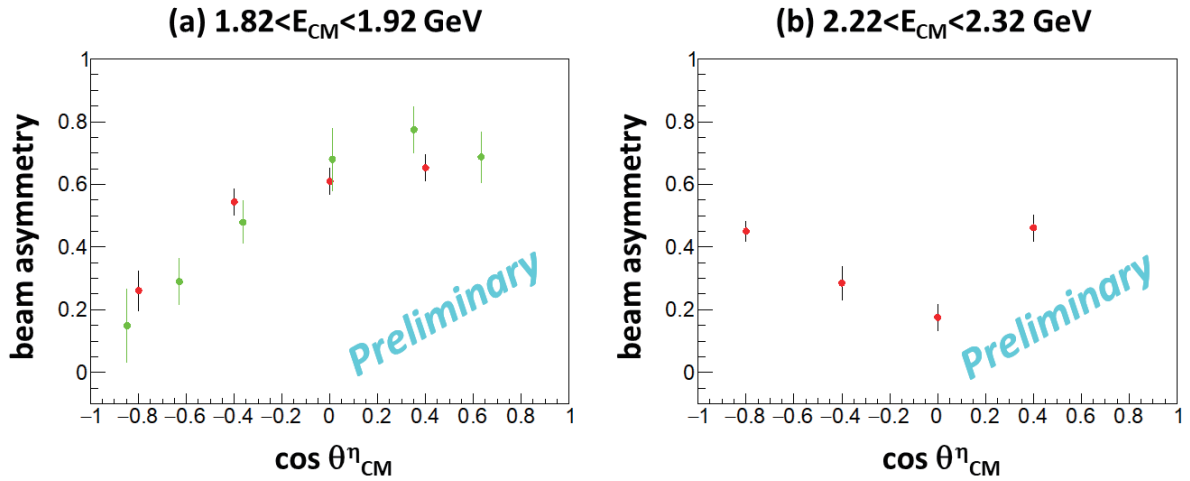 (a) 1.82<E_CM<1.92 GeV
beam asymmetry
1
0.8
0.6
0.4
0.2
0
−1 −0.8 −0.6 −0.4 −0.2 0 0.2 0.4 0.6 0.8 1
cos θ^η_CM
Preliminary
(b) 2.22<E_CM<2.32 GeV
beam asymmetry
1
0.8
0.6
0.4
0.2
0
−1 −0.8 −0.6 −0.4 −0.2 0 0.2 0.4 0.6 0.8 1
cos θ^η_CM
Preliminary